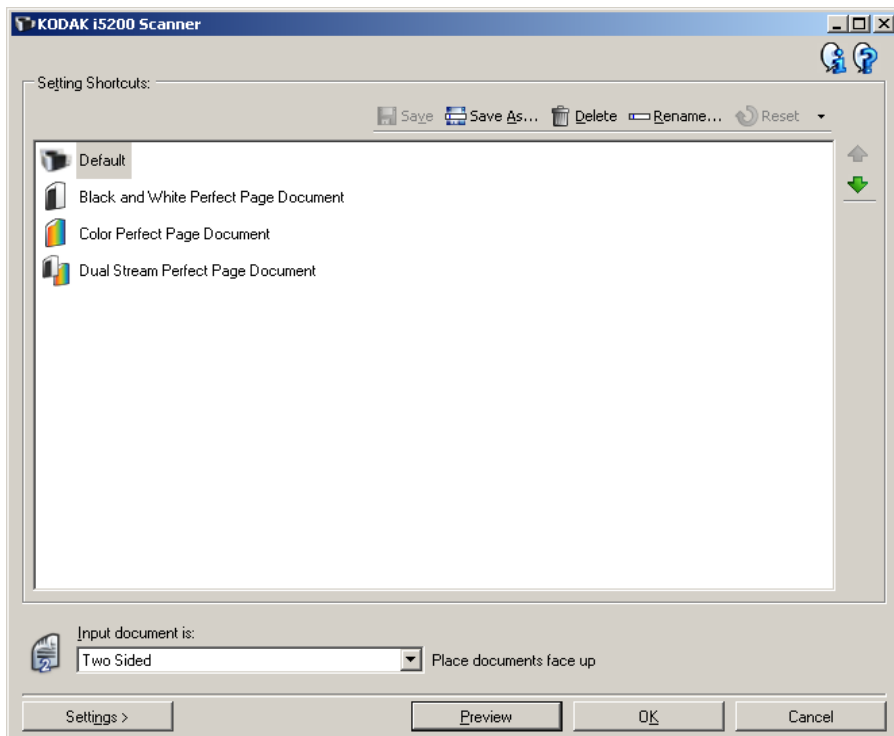 KODAK i5200 Scanner
Setting Shortcuts:
Save Save As... Delete Rename... Reset
Default
Black and White Perfect Page Document
Color Perfect Page Document
Dual Stream Perfect Page Document
Input document is:
2
Two Sided Place documents face up
Settings > Preview OK Cancel